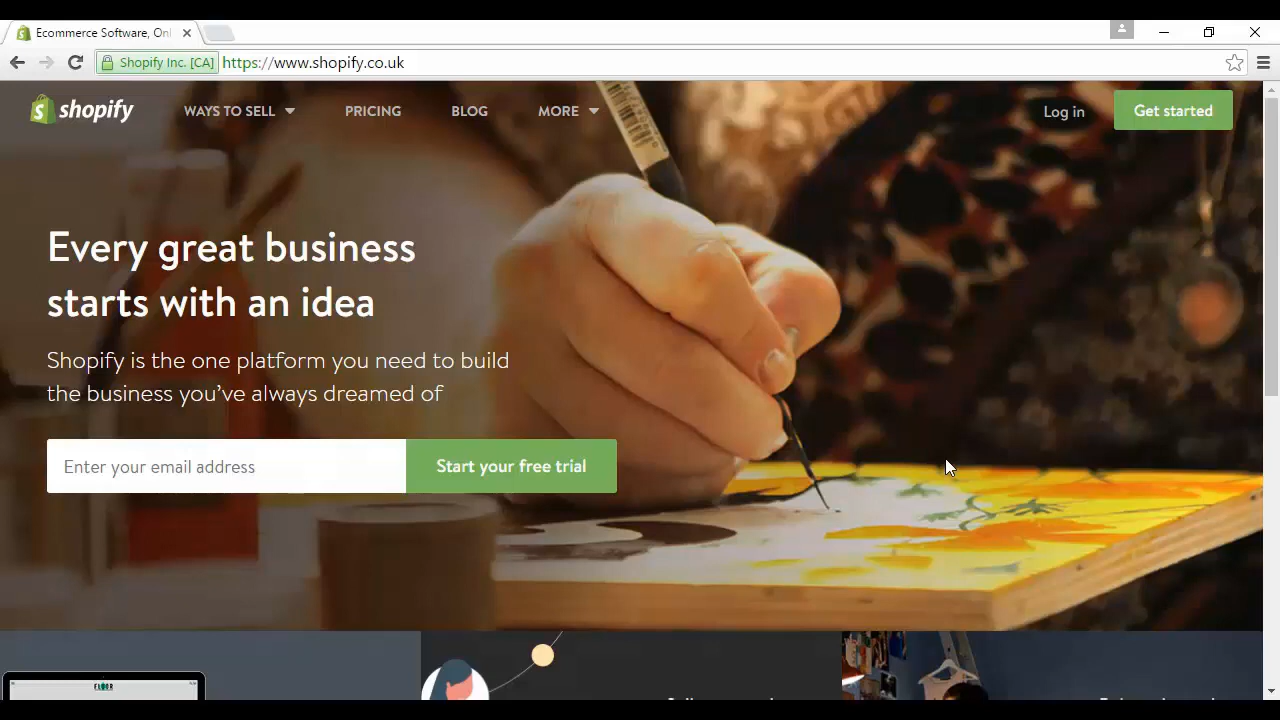 Ecommerce Software, Onl
Shopify Inc. [CA] https://www.shopify.co.uk
shopify WAYS TO SELL PRICING BLOG MORE Log in Get started
Every great business
starts with an idea
Shopify is the one platform you need to build
the business you’ve always dreamed of
Enter your email address Start your free trial
FLOOR